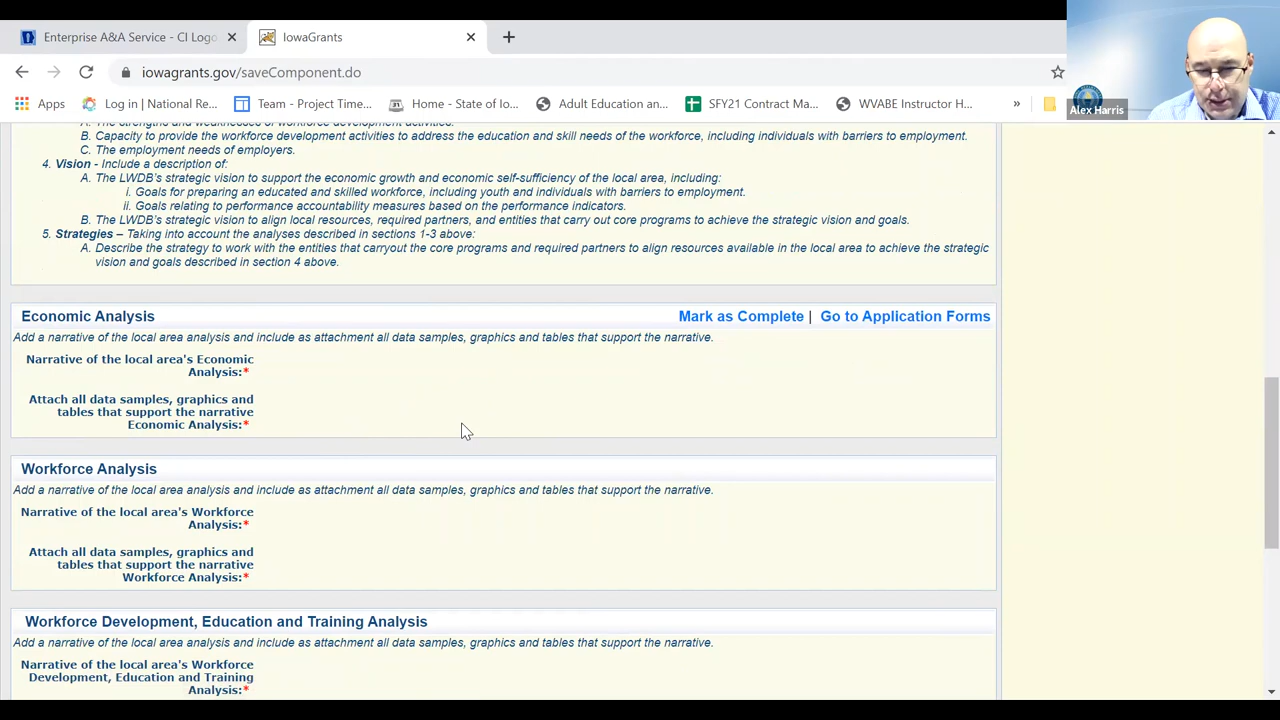 Enterprise A&A Service - CI Logo
IowaGrants
iowagrants.gov/saveComponent.do
Apps
Log in | National Re...
Team - Project Time...
Home - State of Io...
Adult Education an...
SFY21 Contract Ma...
WVABE Instructor H...
»
Alex Harris
A. The strengths and weaknesses of workforce development activities.
B. Capacity to provide the workforce development activities to address the education and skill needs of the workforce, including individuals with barriers to employment.
C. The employment needs of employers.
4. Vision - Include a description of:
A. The LWDB's strategic vision to support the economic growth and economic self-sufficiency of the local area, including:
i. Goals for preparing an educated and skilled workforce, including youth and individuals with barriers to employment.
ii. Goals relating to performance accountability measures based on the performance indicators.
B. The LWDB's strategic vision to align local resources, required partners, and entities that carry out core programs to achieve the strategic vision and goals.
5. Strategies – Taking into account the analyses described in sections 1-3 above:
A. Describe the strategy to work with the entities that carryout the core programs and required partners to align resources available in the local area to achieve the strategic
vision and goals described in section 4 above.
Economic Analysis
Mark as Complete | Go to Application Forms
Add a narrative of the local area analysis and include as attachment all data samples, graphics and tables that support the narrative.
Narrative of the local area's Economic
Analysis:*
Attach all data samples, graphics and
tables that support the narrative
Economic Analysis:*
Workforce Analysis
Add a narrative of the local area analysis and include as attachment all data samples, graphics and tables that support the narrative.
Narrative of the local area's Workforce
Analysis:*
Attach all data samples, graphics and
tables that support the narrative
Workforce Analysis:*
Workforce Development, Education and Training Analysis
Add a narrative of the local area analysis and include as attachment all data samples, graphics and tables that support the narrative.
Narrative of the local area's Workforce
Development, Education and Training
Analysis:*